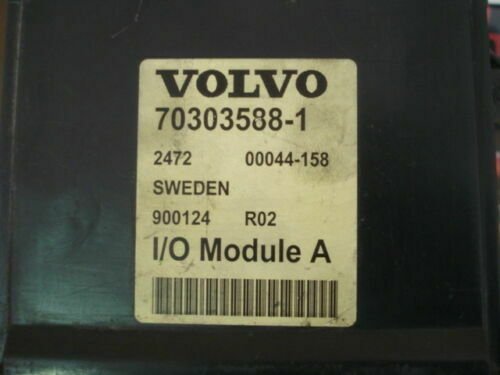 VOLVO
70303588-1
2472 00044-158
SWEDEN
900124 R02
I/O Module A